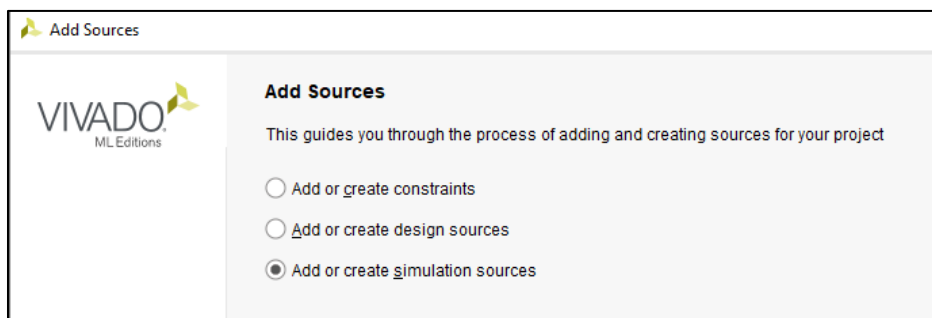 Add Sources
VIVADO
ML Editions
Add Sources
This guides you through the process of adding and creating sources for your project
Add or create constraints
Add or create design sources
Add or create simulation sources